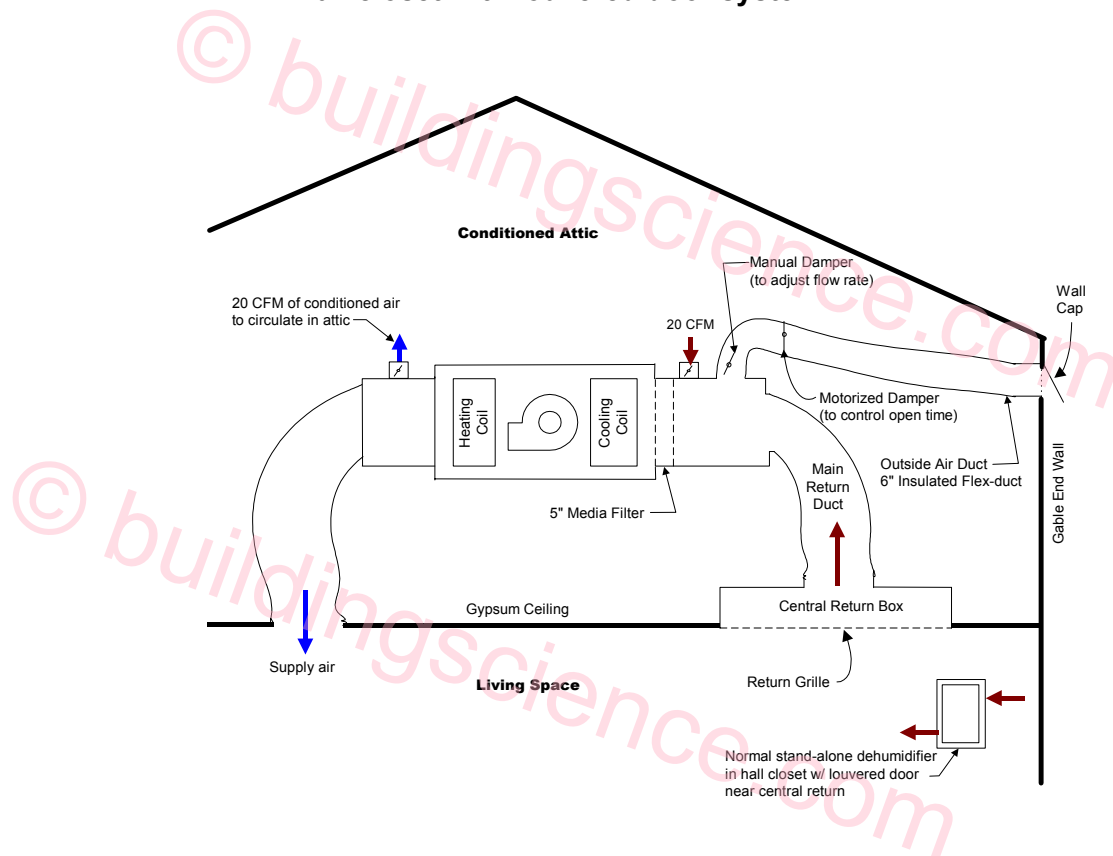 © buildingscience.com
Conditioned Attic
Manual Damper
(to adjust flow rate)
Wall
Cap
20 CFM of conditioned air
to circulate in attic
20 CFM
Motorized Damper
(to control open time)
Heating
Coil
Cooling
Coil
Outside Air Duct
6" Insulated Flex-duct
Gable End Wall
Main
Return
Duct
5" Media Filter
© buildingscience.com
Gypsum Ceiling
Central Return Box
Supply air
Living Space
Return Grille
Normal stand-alone dehumidifier
in hall closet w/ louvered door
near central return